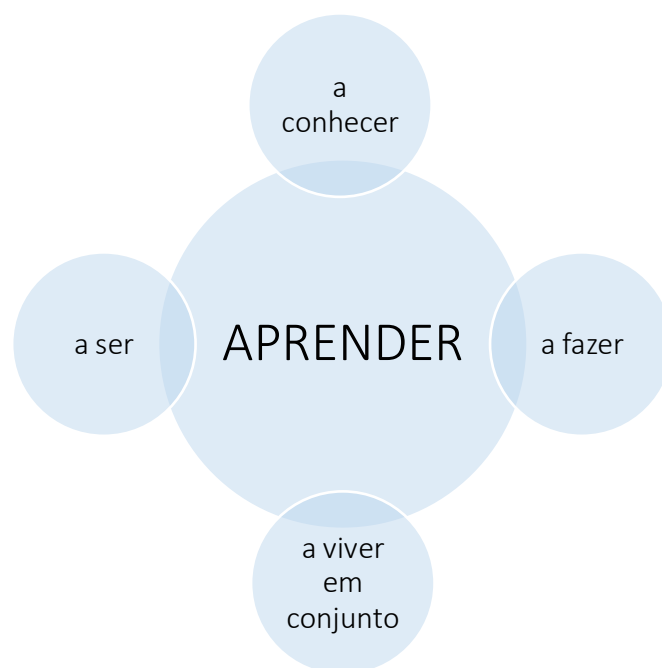 a
conhecer
a ser
APRENDER
a fazer
a viver
em
conjunto